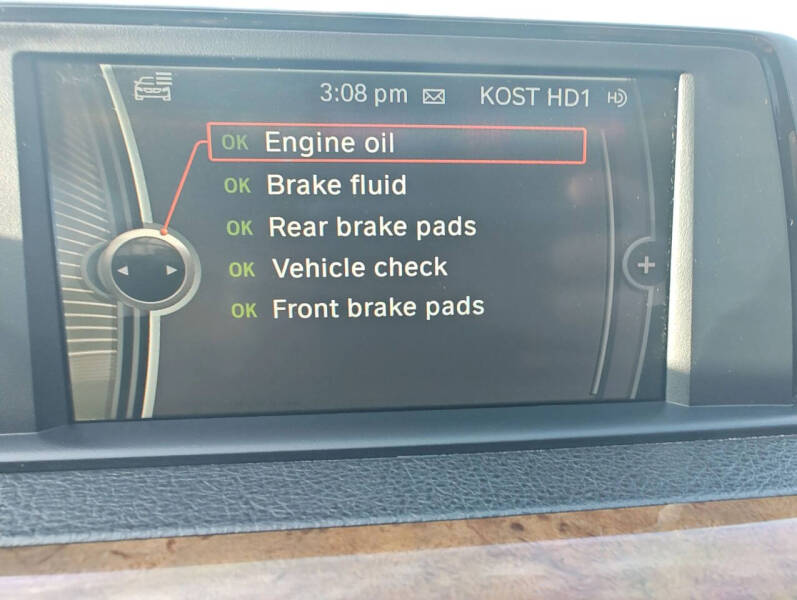 3:08 pm KOST HD1 HD
OK Engine oil
OK Brake fluid
OK Rear brake pads
OK Vehicle check
OK Front brake pads
+